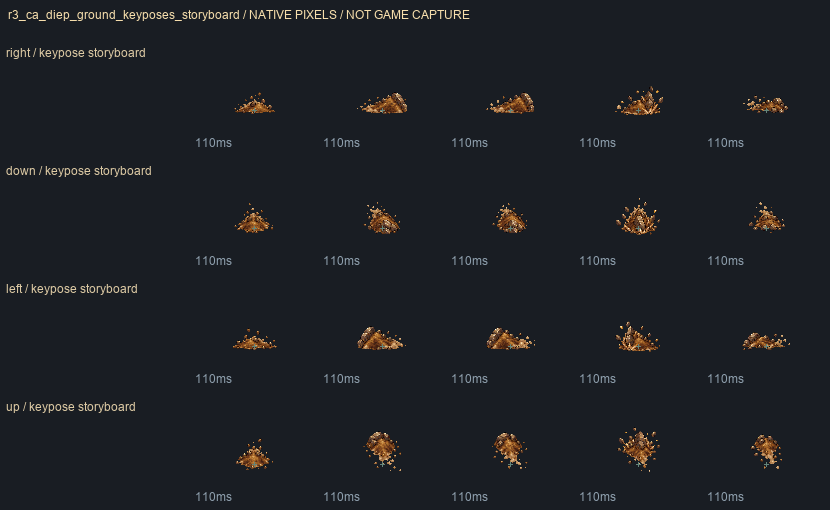 r3_ca_diep_ground_keyposes_storyboard / NATIVE PIXELS / NOT GAME CAPTURE
right / keypose storyboard
110ms 110ms 110ms 110ms 110ms
down / keypose storyboard
110ms 110ms 110ms 110ms 110ms
left / keypose storyboard
110ms 110ms 110ms 110ms 110ms
up / keypose storyboard
110ms 110ms 110ms 110ms 110ms